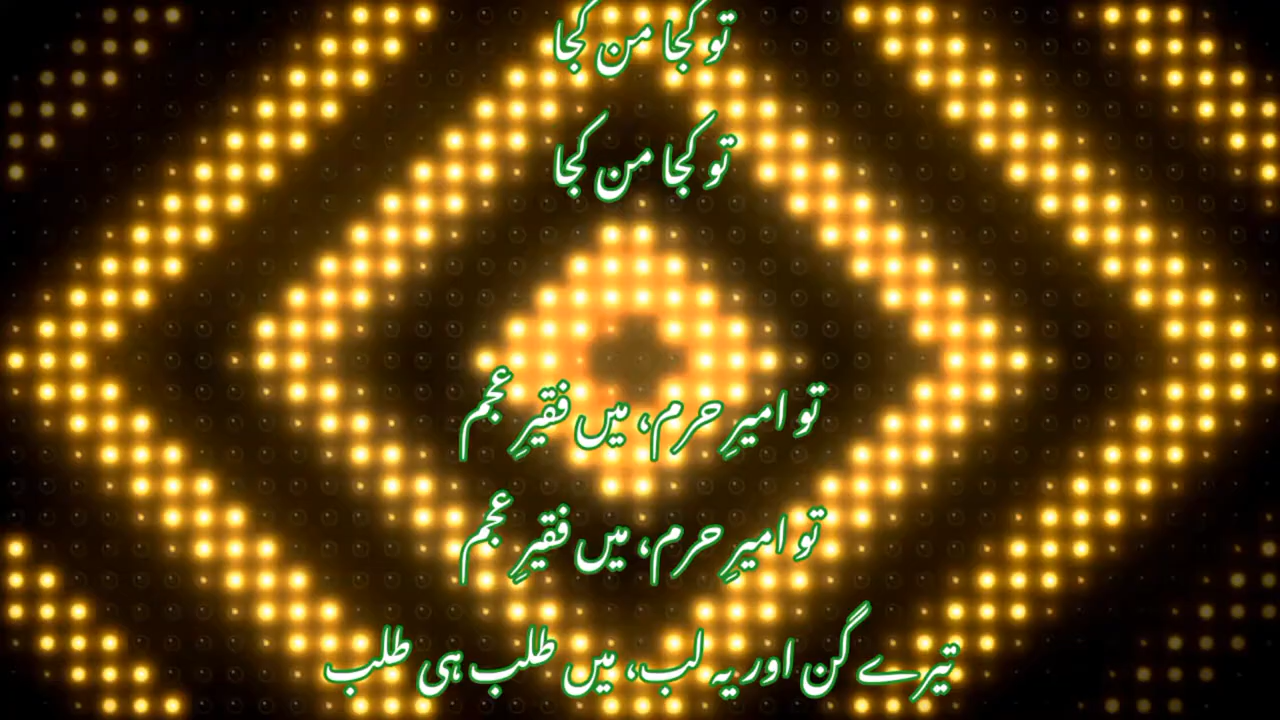 تو کجا من کجا
تو کجا من کجا
تو امیرِ حرم، میں فقیرِ عجم
تو امیرِ حرم، میں فقیرِ عجم
تیرے گن اور یہ لب، میں طلب ہی طلب